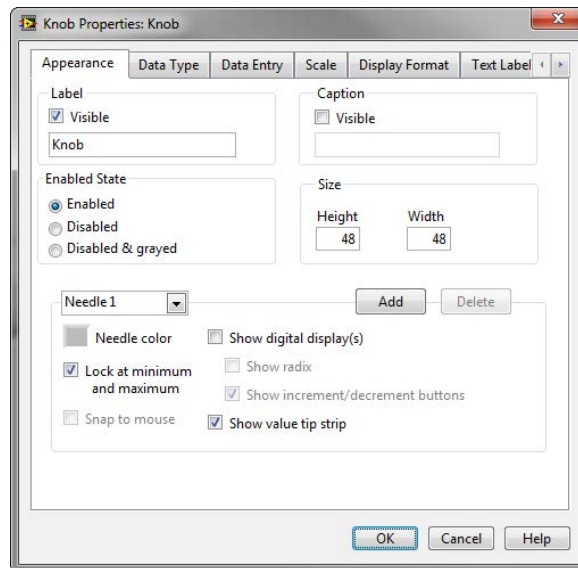 Knob Properties: Knob
Appearance
Data Type
Data Entry
Scale
Display Format
Text Label
Label
Visible
Knob
Caption
Visible
Enabled State
Enabled
Disabled
Disabled & grayed
Size
Height Width
48 48
Needle 1
Add
Delete
Needle color
Show digital display(s)
Lock at minimum
and maximum
Show radix
Show increment/decrement buttons
Snap to mouse
Show value tip strip
OK
Cancel
Help